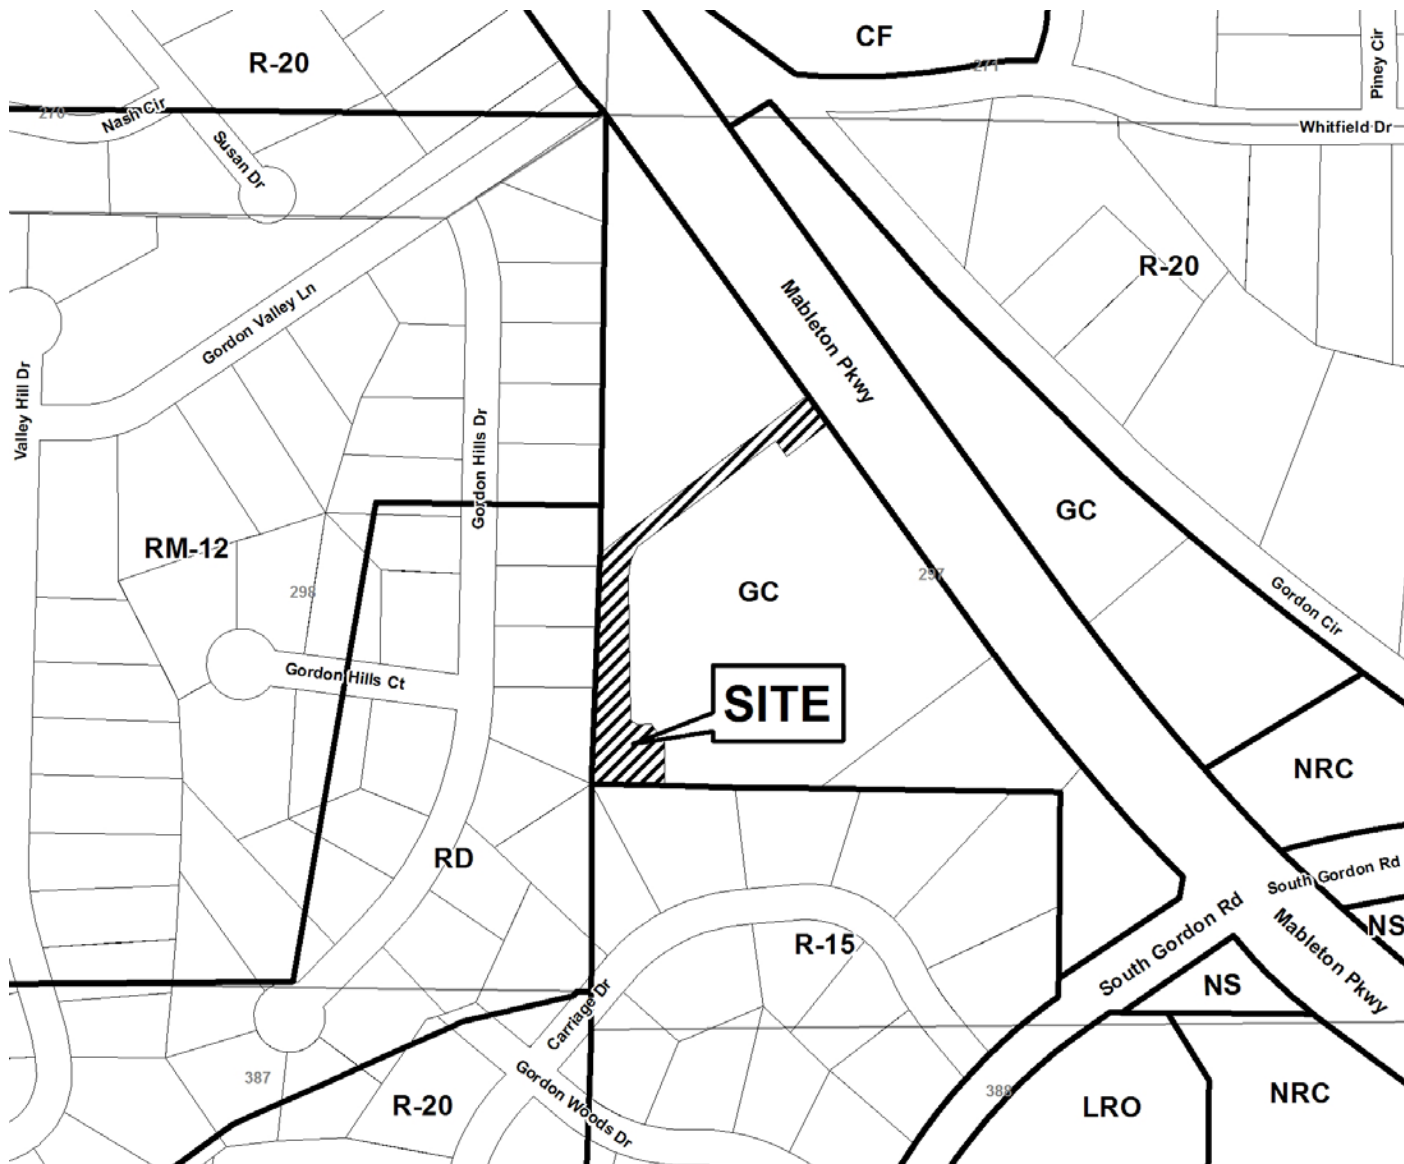 CF
R-20
Piney Cir
271
270
Nash Cir
Whitfield Dr
Susan Dr
R-20
Gordon Valley Ln
Mableton Pkwy
Valley Hill Dr
Gordon Hills Dr
GC
RM-12
297
298
GC
Gordon Cir
Gordon Hills Ct
SITE
NRC
RD
South Gordon Rd
South Gordon Rd
NS
R-15
Mableton Pkwy
NS
Carriage Dr
387
388
R-20
Gordon Woods Dr
LRO
NRC